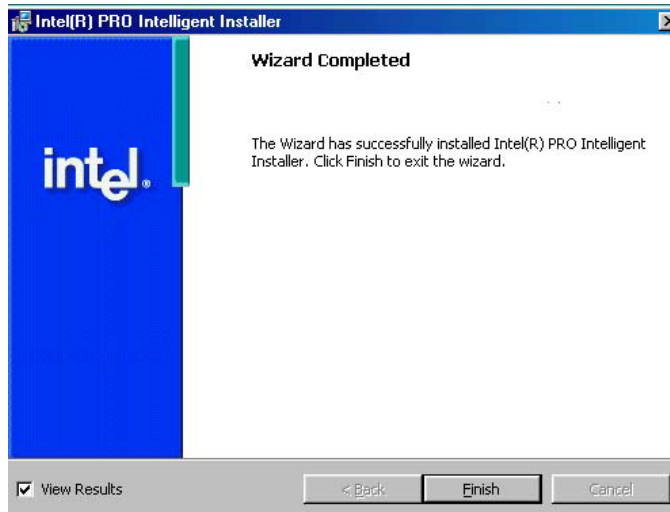 Intel(R) PRO Intelligent Installer
Wizard Completed
The Wizard has successfully installed Intel(R) PRO Intelligent
Installer. Click Finish to exit the wizard.
intel®
View Results
< Back
Finish
Cancel